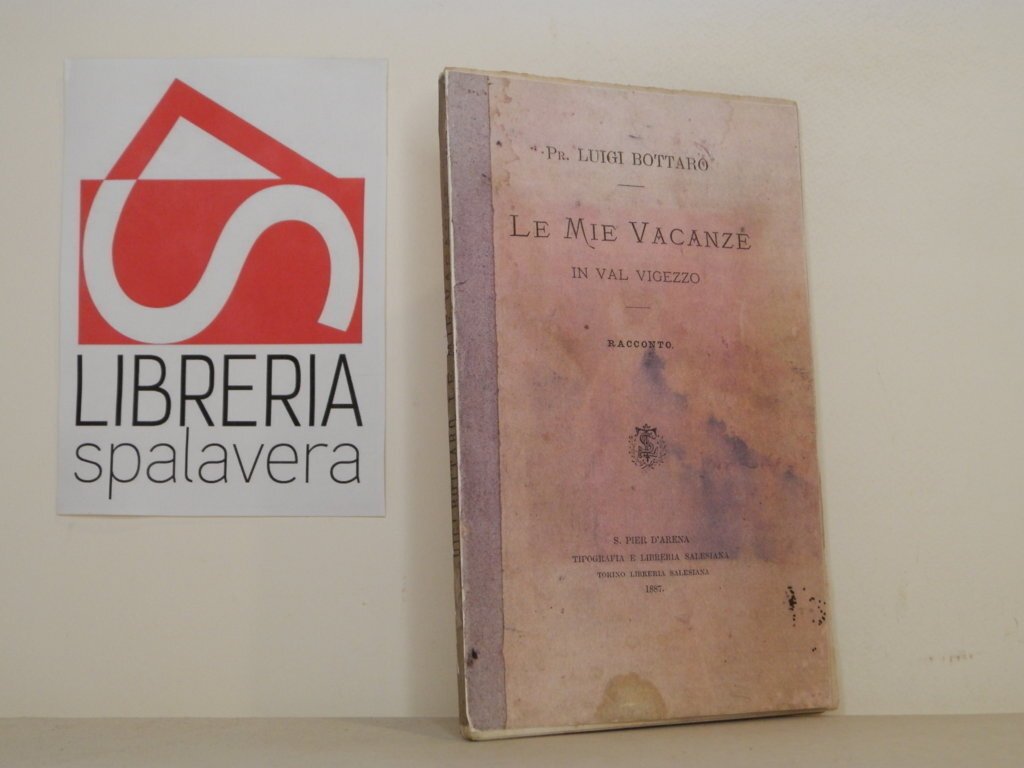 LIBRERIA
spalavera
Pr. LUIGI BOTTARO
LE MIE VACANZE
IN VAL VIGEZZO
RACCONTO.
S. PIER D'ARENA
TIPOGRAFIA E LIBRERIA SALESIANA
TORINO LIBRERIA SALESIANA
1887.